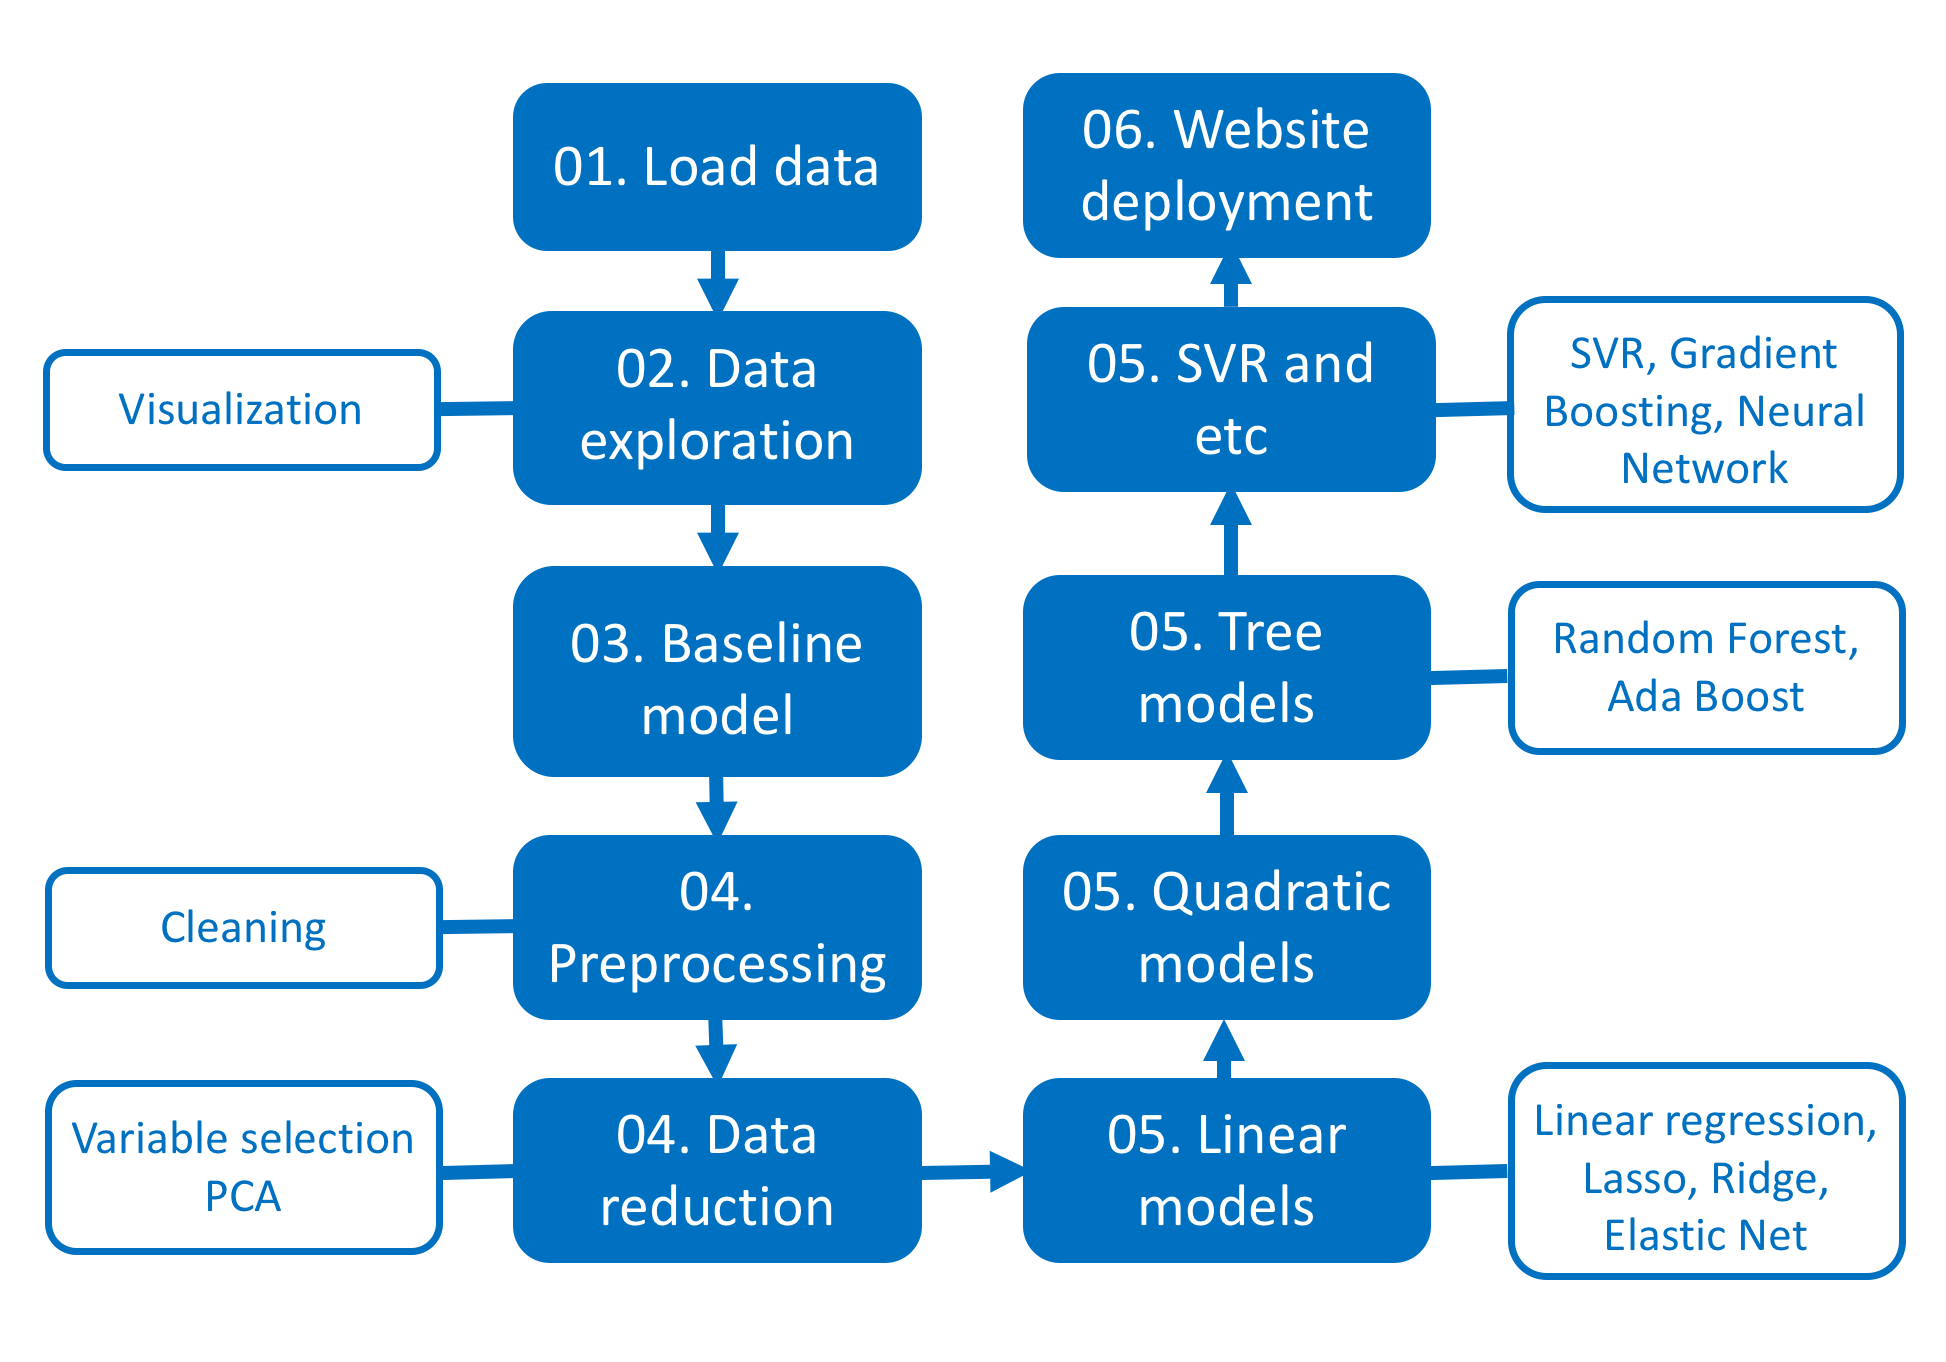 01. Load data
Visualization
02. Data
exploration
03. Baseline
model
Cleaning
04.
Preprocessing
Variable selection
PCA
04. Data
reduction
05. Linear
models
Linear regression,
Lasso, Ridge,
Elastic Net
05. Quadratic
models
05. Tree
models
Random Forest,
Ada Boost
05. SVR and
etc
SVR, Gradient
Boosting, Neural
Network
06. Website
deployment